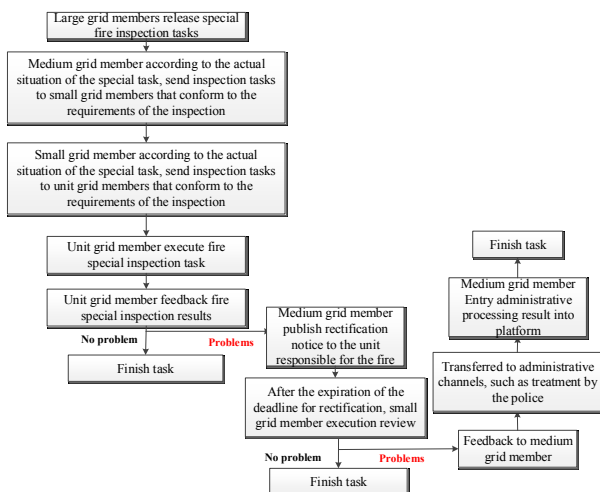 Large grid members release special
fire inspection tasks
Medium grid member according to the actual
situation of the special task, send inspection tasks
to small grid members that conform to the
requirements of the inspection
Small grid member according to the actual
situation of the special task, send inspection tasks
to unit grid members that conform to the
requirements of the inspection
Unit grid member execute fire
special inspection task
Unit grid member feedback fire
special inspection results
No problem
Problems
Finish task
Medium grid member
publish rectification
notice to the unit
responsible for the fire
After the expiration of the
deadline for rectification, small
grid member execution review
No problem
Problems
Finish task
Feedback to medium
grid member
Transferred to administrative
channels, such as treatment by
the police
Medium grid member
Entry administrative
processing result into
platform
Finish task